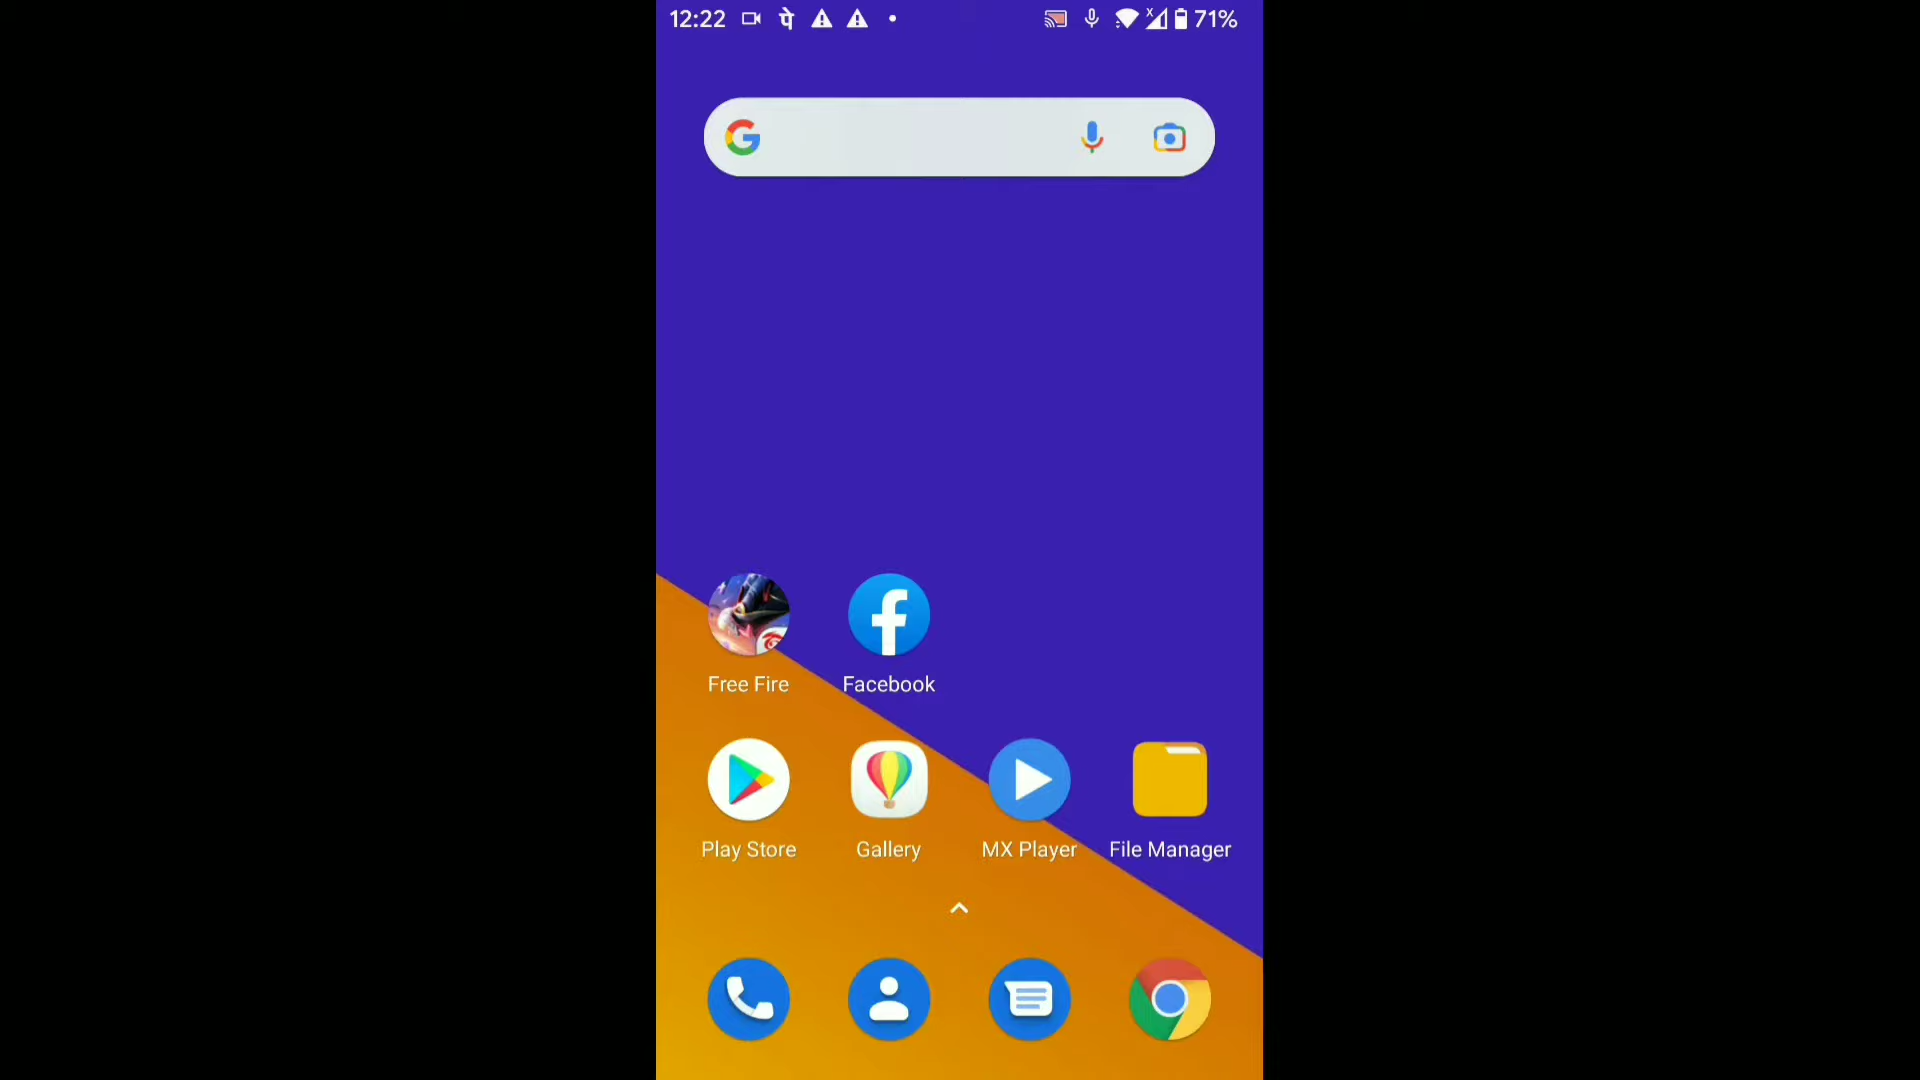 12:22 पे 71%
Free Fire Facebook
Play Store Gallery MX Player File Manager